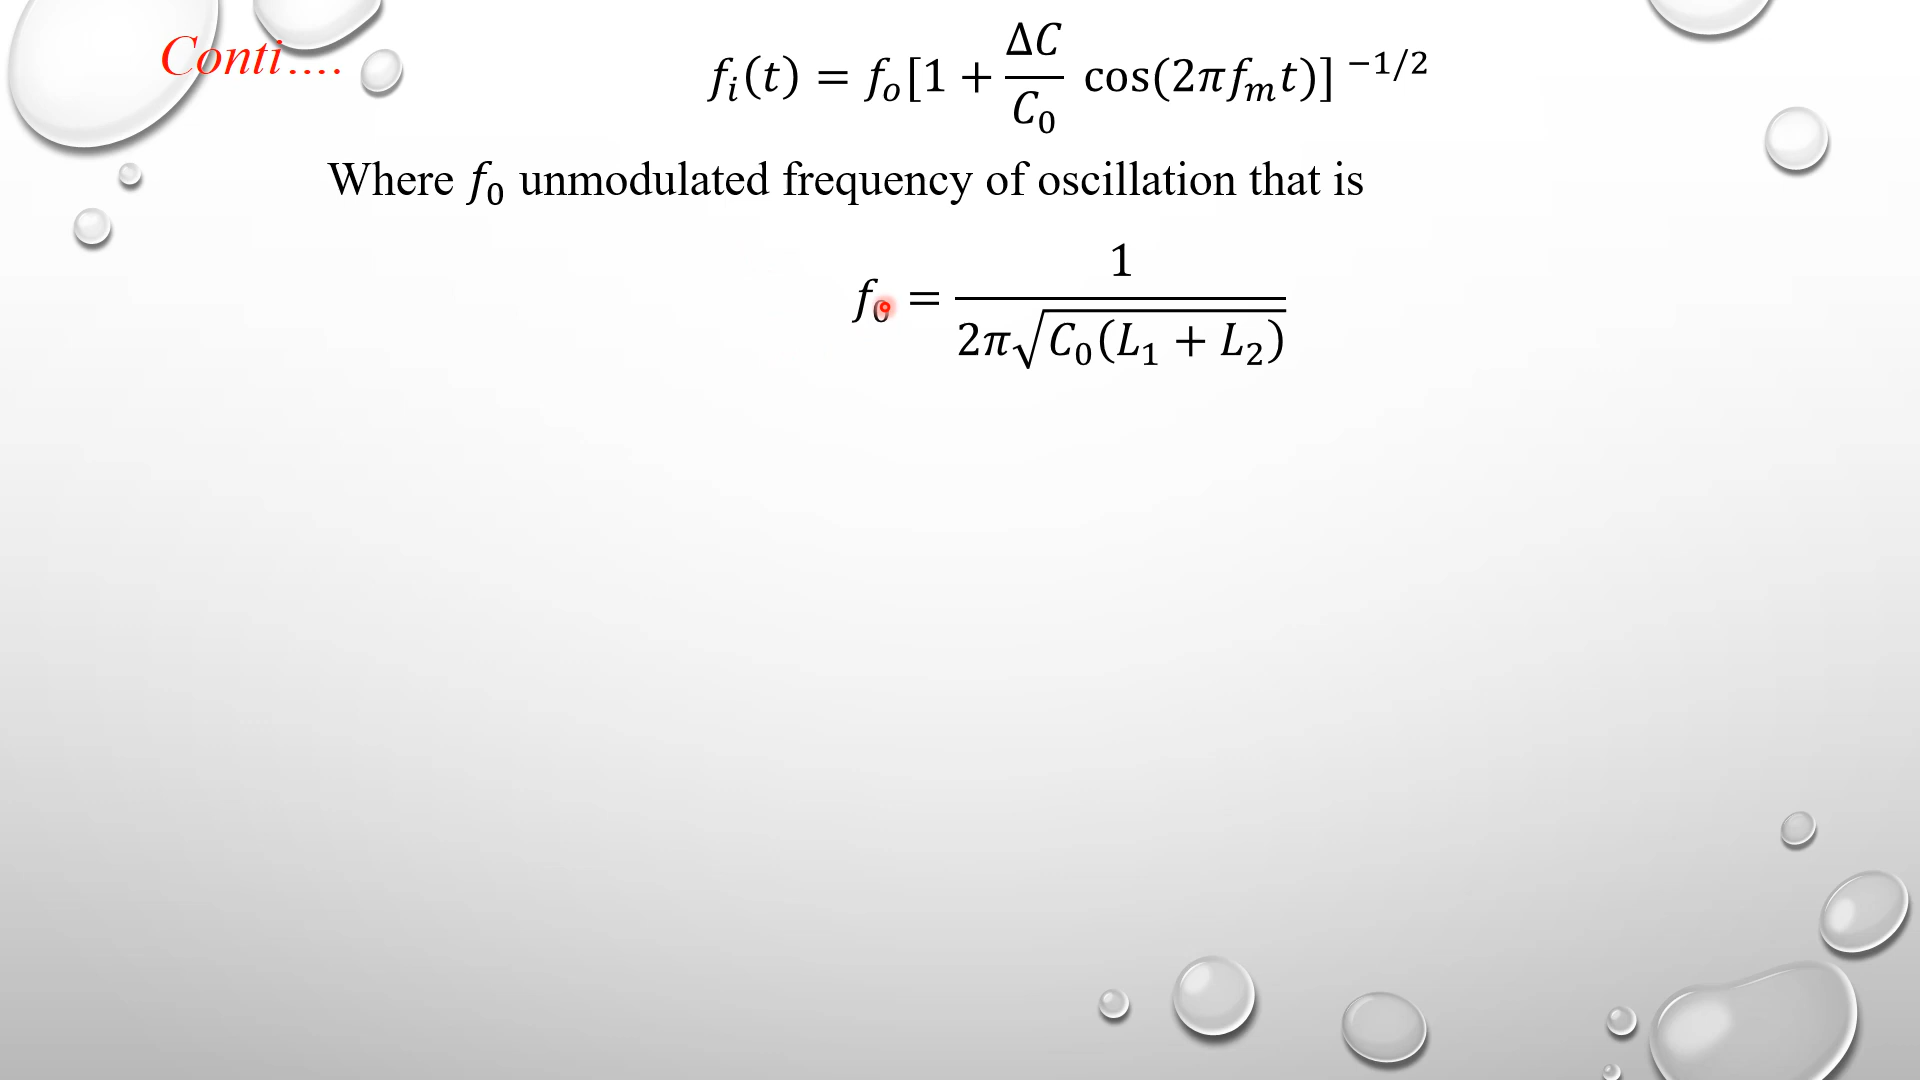 Conti....
f_i(t) = f_o[1 + ΔC/C_0 cos(2πf_m t)]^{−1/2}
Where f_0 unmodulated frequency of oscillation that is
f_0 = 1/(2π√(C_0(L_1 + L_2)))